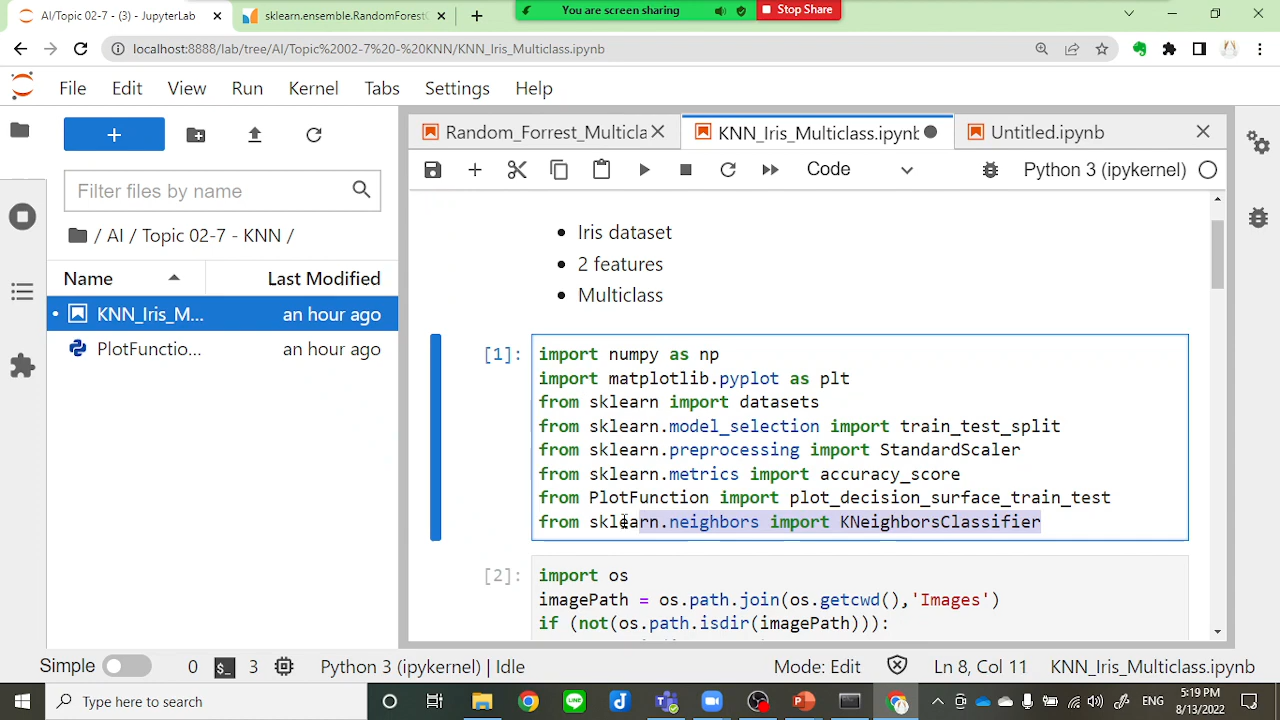 AI/Topic 02-7 - (3) - JupyterLab
sklearn.ensemble.RandomForestC
You are screen sharing
Stop Share
localhost:8888/lab/tree/AI/Topic%2002-7%20-%20KNN/KNN_Iris_Multiclass.ipynb
File Edit View Run Kernel Tabs Settings Help
Random_Forrest_Multicla
KNN_Iris_Multiclass.ipynb
Untitled.ipynb
Code
Python 3 (ipykernel)
Filter files by name
/ AI / Topic 02-7 - KNN /
Name Last Modified
KNN_Iris_M... an hour ago
PlotFunctio... an hour ago
• Iris dataset
• 2 features
• Multiclass
[1]:
import numpy as np
import matplotlib.pyplot as plt
from sklearn import datasets
from sklearn.model_selection import train_test_split
from sklearn.preprocessing import StandardScaler
from sklearn.metrics import accuracy_score
from PlotFunction import plot_decision_surface_train_test
from sklearn.neighbors import KNeighborsClassifier
[2]:
import os
imagePath = os.path.join(os.getcwd(),'Images')
if (not(os.path.isdir(imagePath))):
Simple 0 $_ 3 Python 3 (ipykernel) | Idle Mode: Edit Ln 8, Col 11 KNN_Iris_Multiclass.ipynb
Type here to search
ENG
5:19 PM
8/13/2022